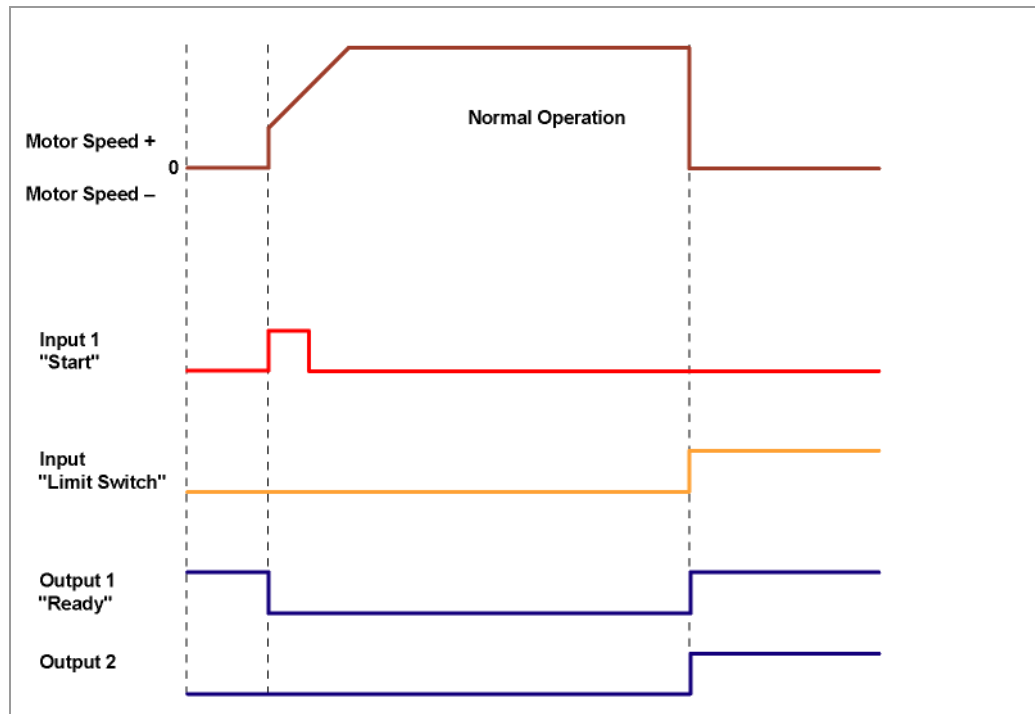 Normal Operation
Motor Speed +
0
Motor Speed –
Input 1
"Start"
Input
"Limit Switch"
Output 1
"Ready"
Output 2